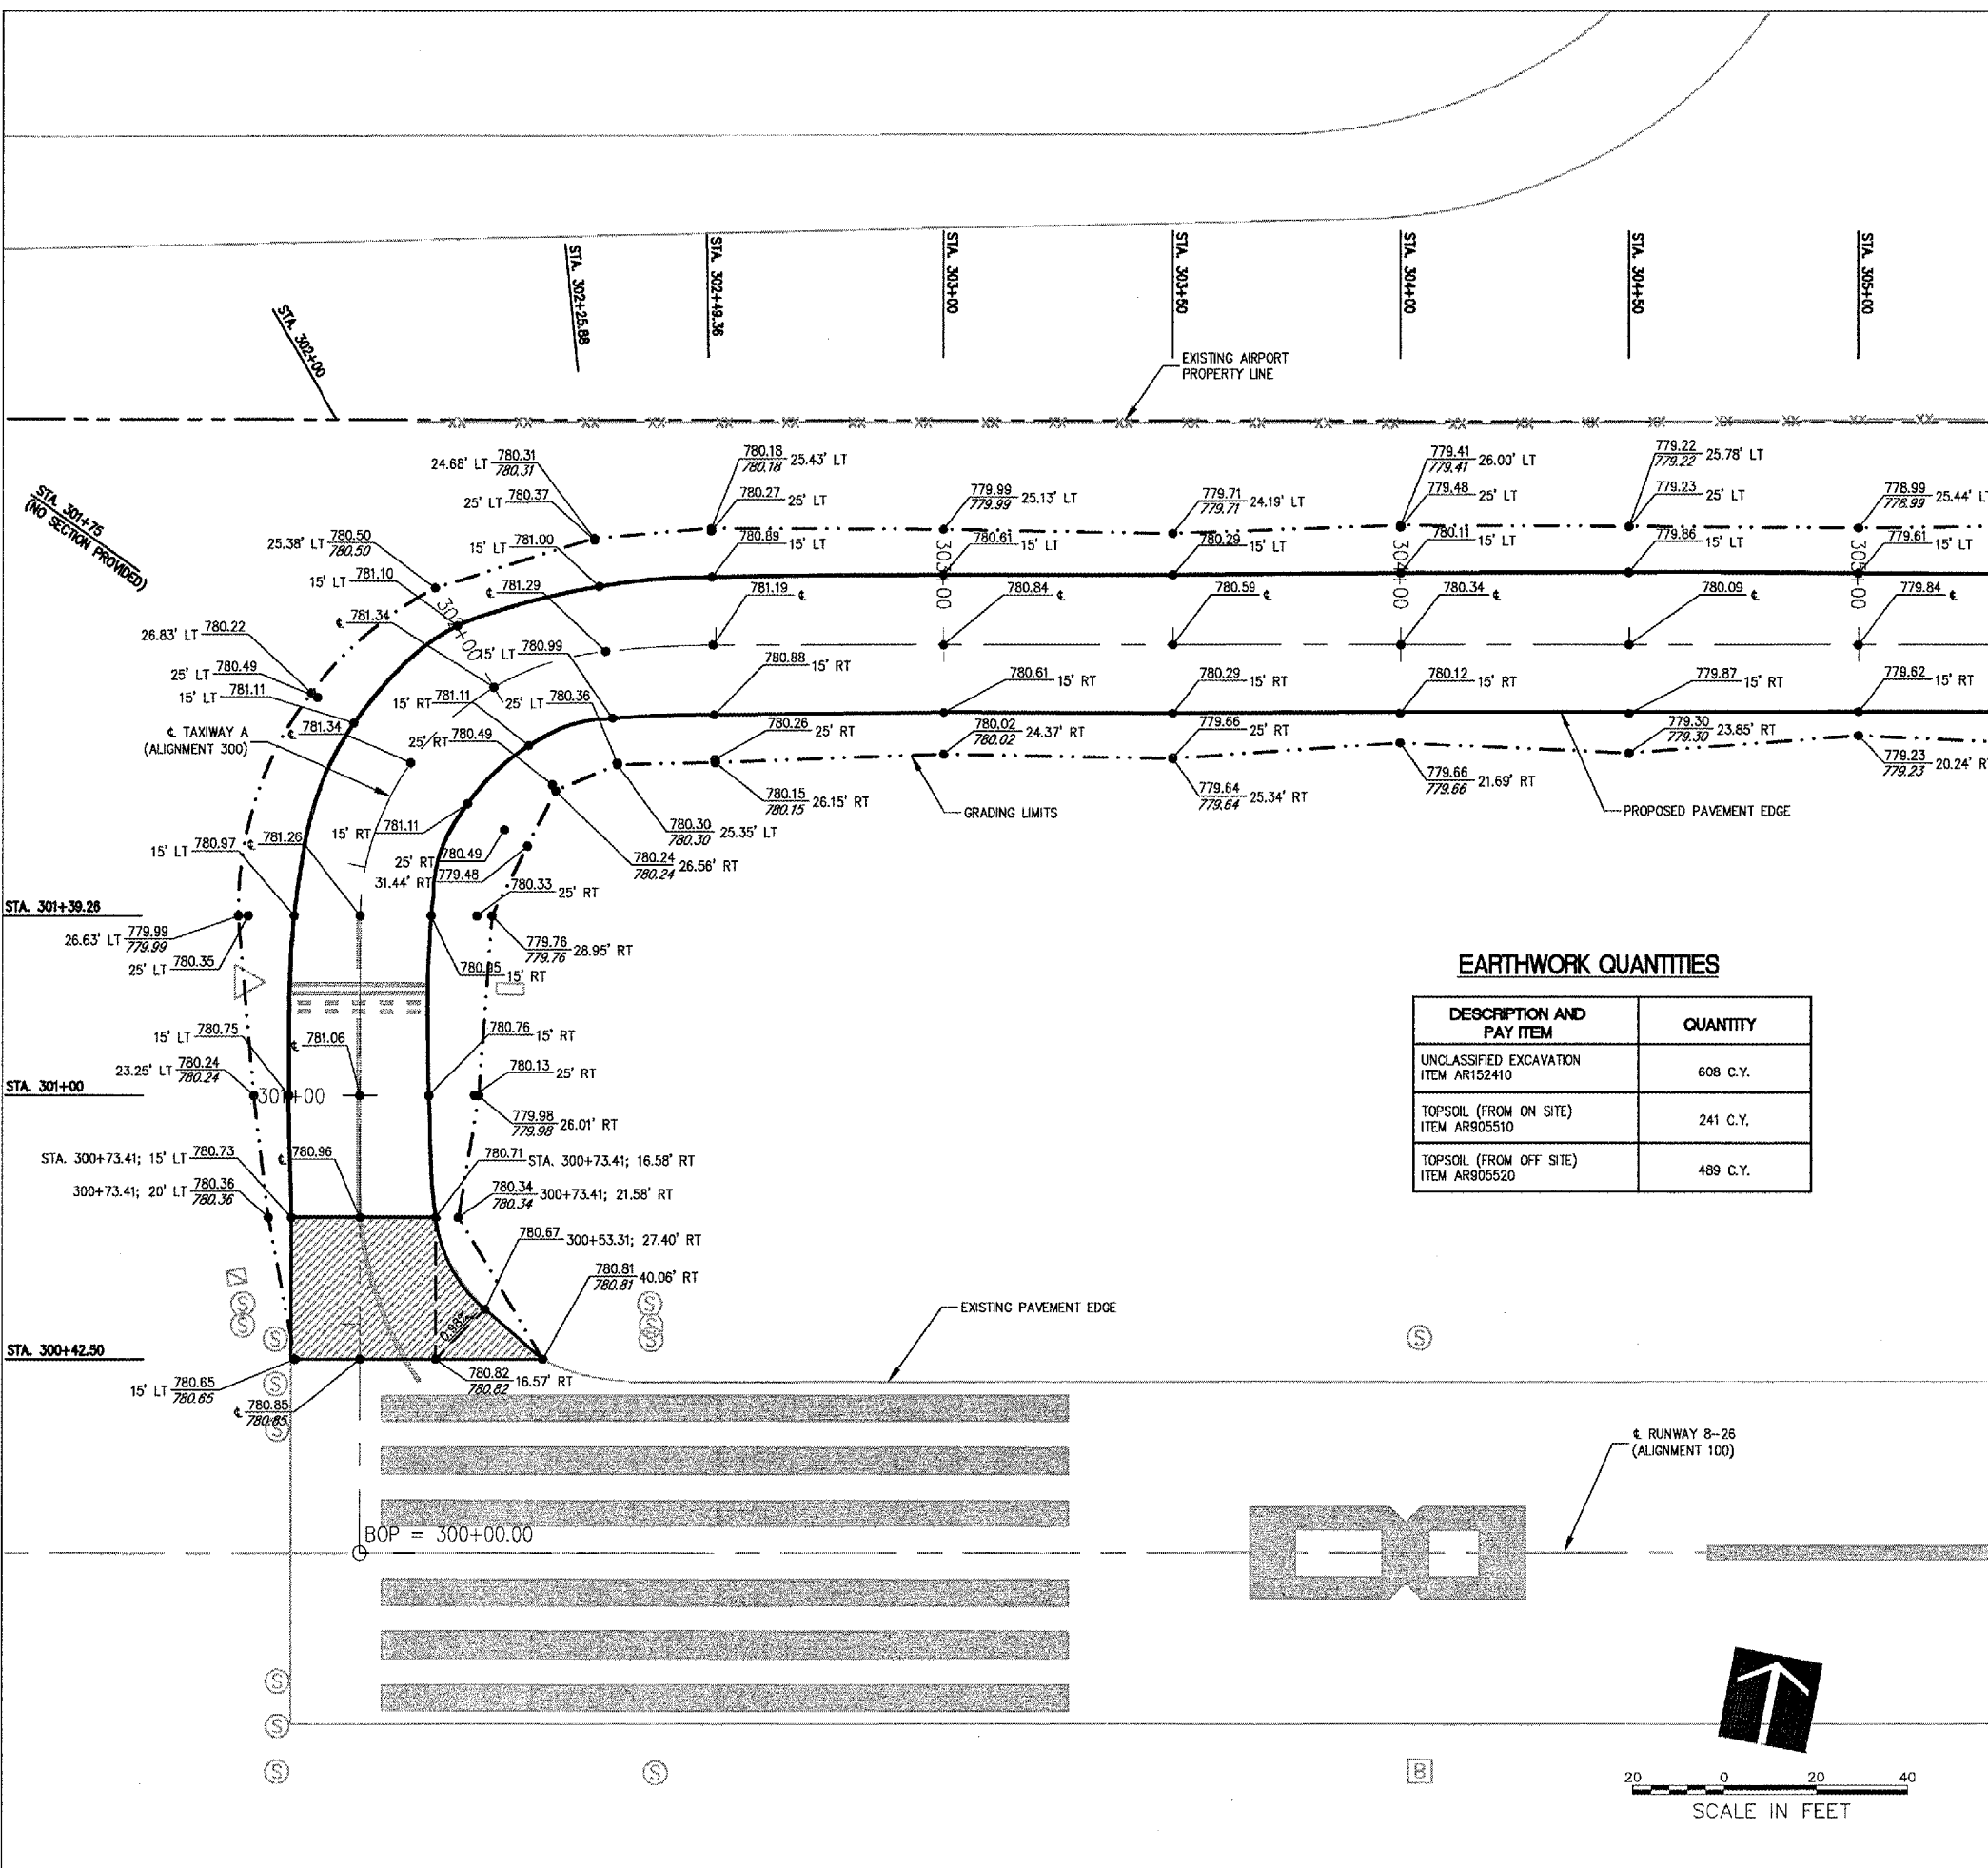 STA. 302+00
STA. 302+25.88
STA. 302+49.36
STA. 303+00
STA. 303+50
STA. 304+00
STA. 304+50
STA. 305+00
EXISTING AIRPORT
PROPERTY LINE
STA. 301+75
(NO SECTION PROVIDED)
24.68' LT 780.31
780.31
25' LT 780.37
780.18 25.43' LT
780.18
780.27 25' LT
779.99 25.13' LT
779.99
779.71 24.19' LT
779.71
779.41 26.00' LT
779.41
779.48 25' LT
779.22 25.78' LT
779.22
779.23 25' LT
778.99 25.44' LT
778.99
25.38' LT 780.50
780.50
15' LT 781.00
780.89 15' LT
780.61 15' LT
780.29 15' LT
780.11 15' LT
779.86 15' LT
779.61 15' LT
15' LT 781.10
℄ 781.29
302+00
303+00
304+00
305+00
℄ 781.34
781.19 ℄
780.84 ℄
780.59 ℄
780.34 ℄
780.09 ℄
779.84 ℄
26.83' LT 780.22
25' LT 780.49
15' LT 781.11
15' LT 780.99
780.88 15' RT
780.61 15' RT
780.29 15' RT
780.12 15' RT
779.87 15' RT
779.62 15' RT
15' RT 781.11
25' LT 780.36
℄ TAXIWAY A
(ALIGNMENT 300)
℄ 781.34
25' RT 780.49
780.26 25' RT
780.02 24.37' RT
780.02
779.66 25' RT
779.30 23.85' RT
779.30
779.23 20.24' R
779.23
780.15 26.15' RT
780.15
GRADING LIMITS
779.64 25.34' RT
779.64
779.66 21.69' RT
779.66
PROPOSED PAVEMENT EDGE
15' RT 781.11
780.30 25.35' LT
780.30
15' LT 780.97
℄ 781.26
25' RT 780.49
780.24 26.56' RT
780.24
31.44' RT 779.48
780.33 25' RT
STA. 301+39.26
26.63' LT 779.99
779.99
25' LT 780.35
779.76 28.95' RT
779.76
780.95 15' RT
EARTHWORK QUANTITIES
DESCRIPTION AND PAY ITEM QUANTITY
UNCLASSIFIED EXCAVATION ITEM AR152410 608 C.Y.
TOPSOIL (FROM ON SITE) ITEM AR905510 241 C.Y.
TOPSOIL (FROM OFF SITE) ITEM AR905520 489 C.Y.
15' LT 780.75
℄ 781.06
780.76 15' RT
23.25' LT 780.24
780.24
780.13 25' RT
STA. 301+00
301+00
779.98 26.01' RT
779.98
STA. 300+73.41; 15' LT 780.73
℄ 780.96
780.71 STA. 300+73.41; 16.58' RT
300+73.41; 20' LT 780.36
780.36
780.34 300+73.41; 21.58' RT
780.34
780.67 300+53.31; 27.40' RT
780.81 40.06' RT
780.81
0.98%
S
S
S
S
S
S
S
EXISTING PAVEMENT EDGE
STA. 300+42.50
15' LT 780.65
780.65
780.82 16.57' RT
780.82
S
℄ 780.85
780.85
S
℄ RUNWAY 8-26
(ALIGNMENT 100)
BOP = 300+00.00
S
S
S
S
B
20 0 20 40
SCALE IN FEET